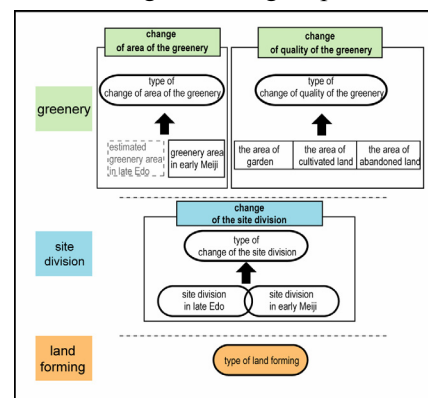 change
of area of the greenery
change
of quality of the greenery
greenery
type of
change of area of the greenery
type of
change of quality of the greenery
estimated
greenery area
in late Edo
greenery area
in early Meiji
the area of
garden
the area of
cultivated land
the area of
abandoned land
change
of the site division
site
division
type of
change of the site division
site division
in late Edo
site division
in early Meiji
land
forming
type of land forming